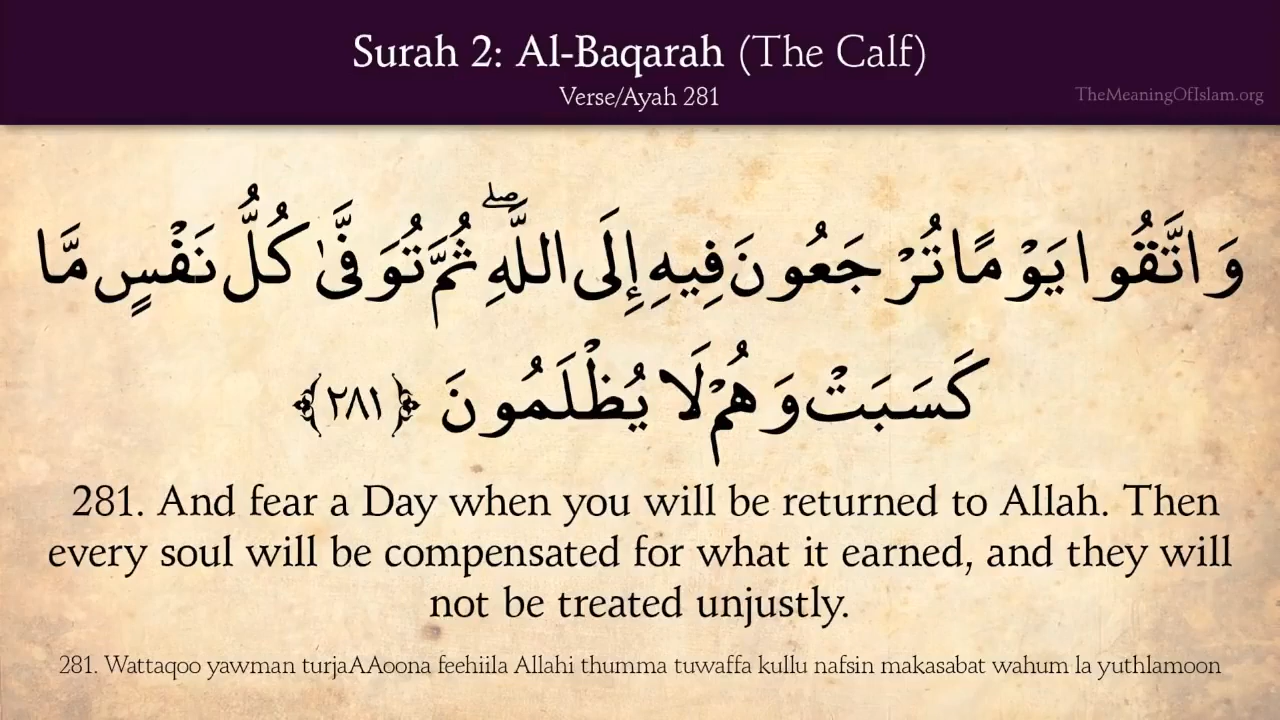 Surah 2: Al-Baqarah (The Calf)
Verse/Ayah 281
TheMeaningOfIslam.org
وَاتَّقُوا يَوْمًا تُرْجَعُونَ فِيهِ إِلَى اللَّهِ ۖ ثُمَّ تُوَفَّىٰ كُلُّ نَفْسٍ مَّا
كَسَبَتْ وَهُمْ لَا يُظْلَمُونَ ﴿٢٨١﴾
281. And fear a Day when you will be returned to Allah. Then
every soul will be compensated for what it earned, and they will
not be treated unjustly.
281. Wattaqoo yawman turjaAAoona feehiila Allahi thumma tuwaffa kullu nafsin makasabat wahum la yuthlamoon